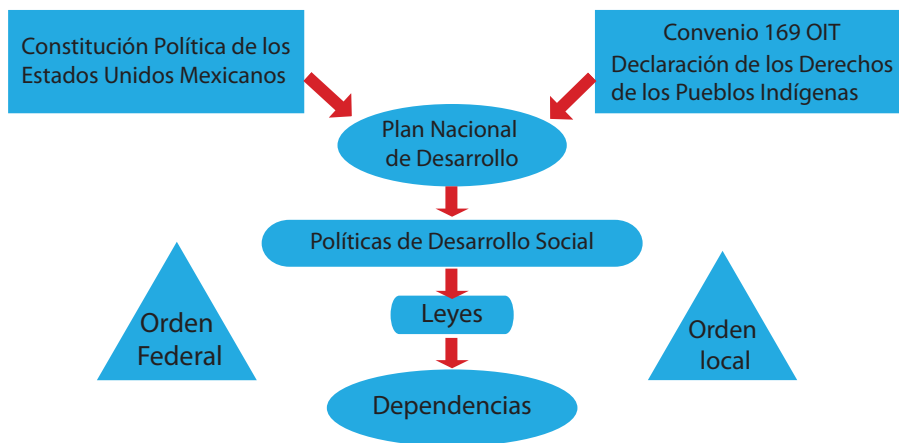 Constitución Política de los
Estados Unidos Mexicanos
Convenio 169 OIT
Declaración de los Derechos
de los Pueblos Indígenas
Plan Nacional
de Desarrollo
Políticas de Desarrollo Social
Leyes
Orden
Federal
Orden
local
Dependencias